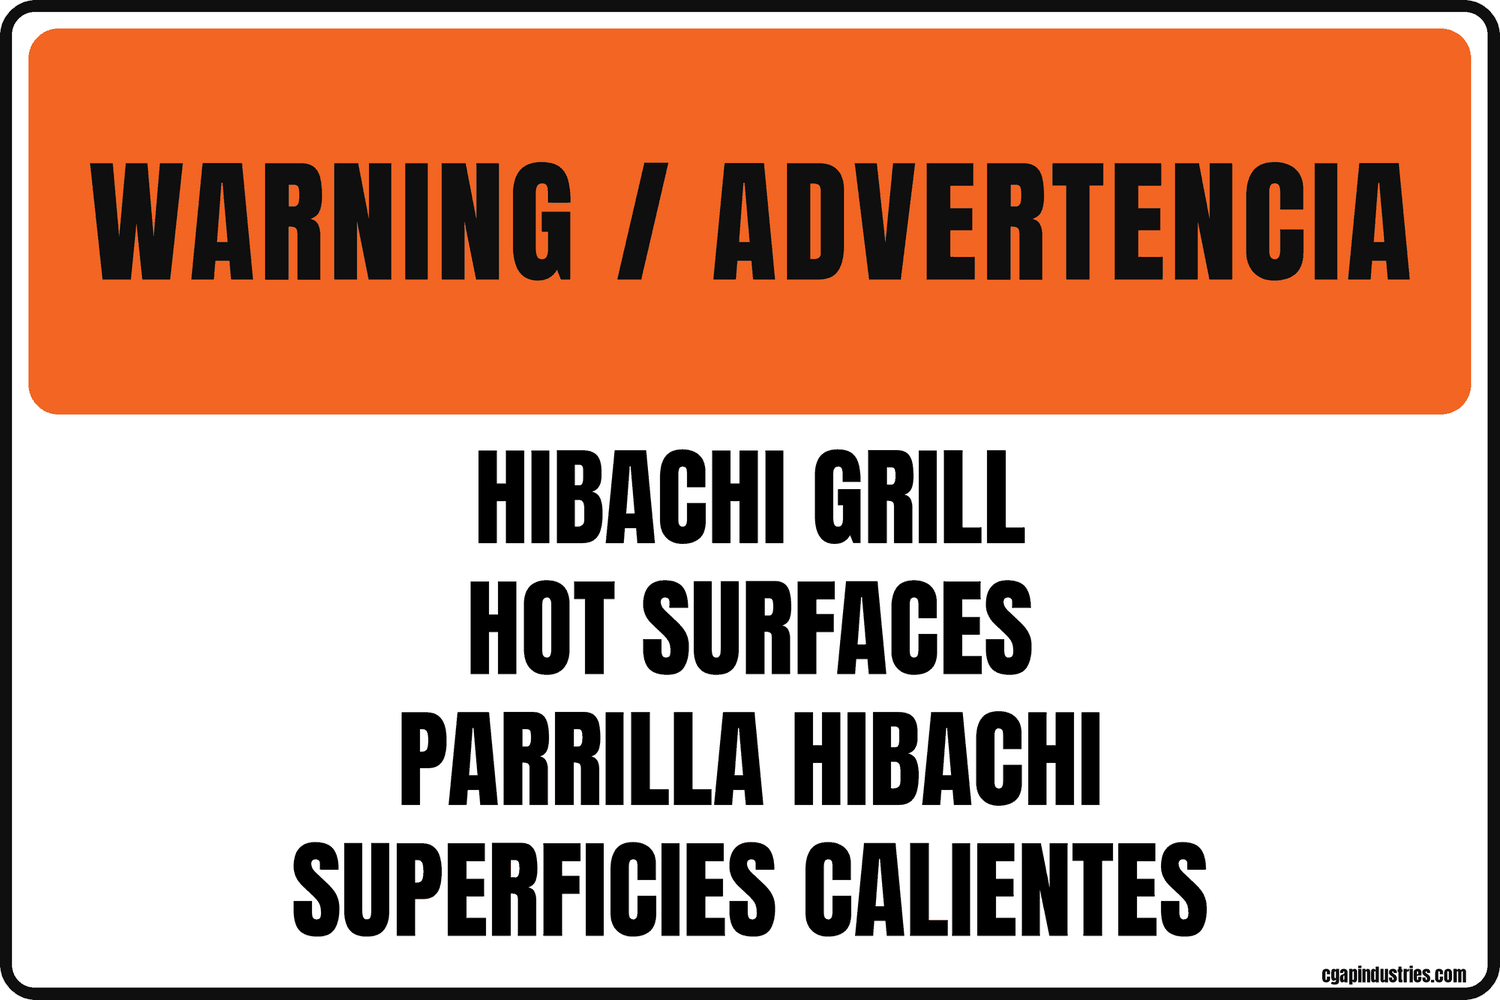 WARNING / ADVERTENCIA
HIBACHI GRILL
HOT SURFACES
PARRILLA HIBACHI
SUPERFICIES CALIENTES
cgapindustries.com